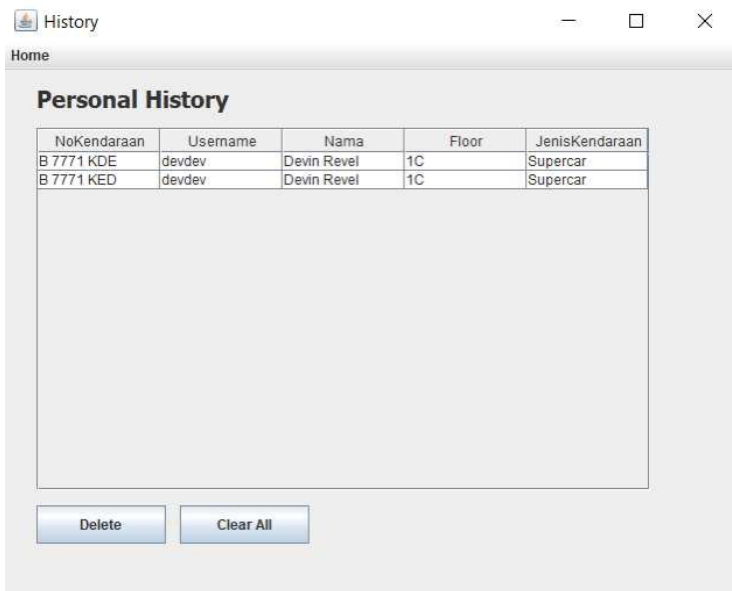 History
Home
Personal History
NoKendaraan Username Nama Floor JenisKendaraan
B 7771 KDE devdev Devin Revel 1C Supercar
B 7771 KED devdev Devin Revel 1C Supercar
Delete Clear All